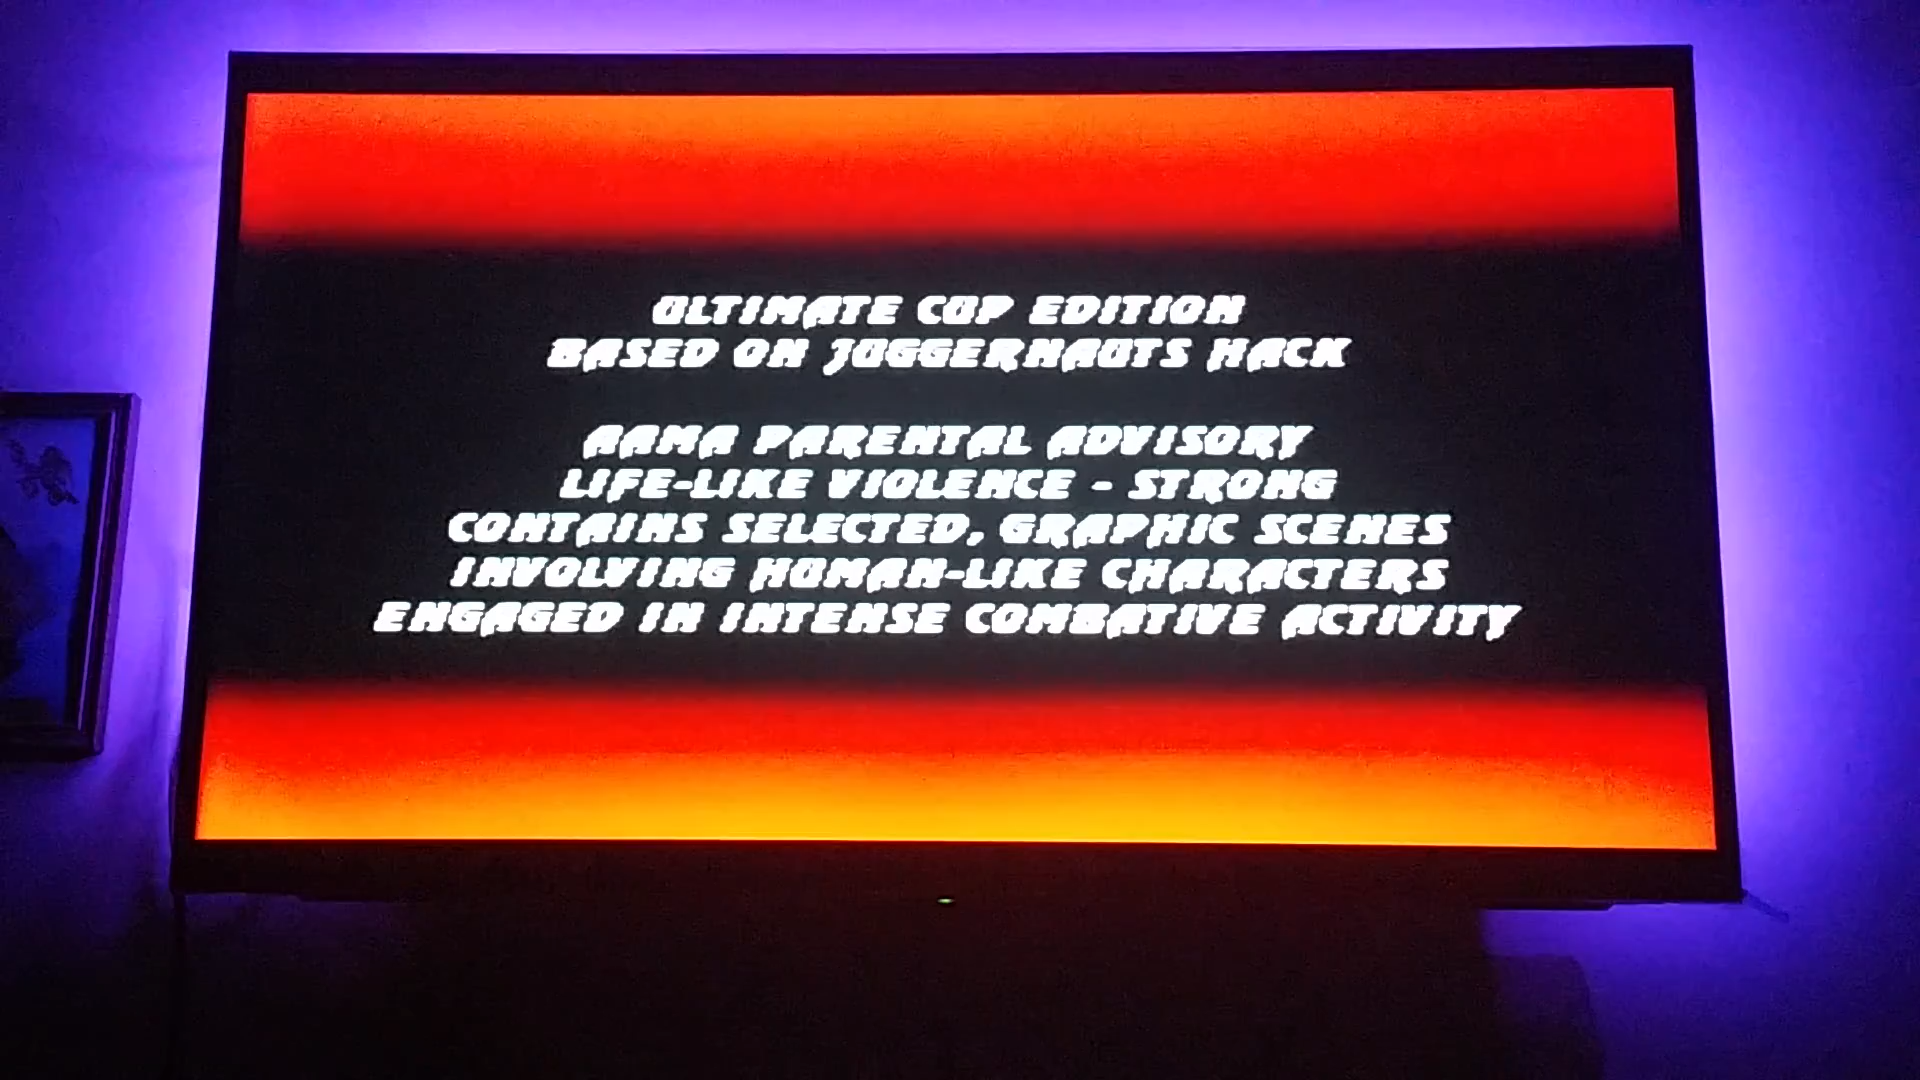 ULTIMATE CUP EDITION
BASED ON JUGGERNAUTS HACK
AAMA PARENTAL ADVISORY
LIFE-LIKE VIOLENCE - STRONG
CONTAINS SELECTED, GRAPHIC SCENES
INVOLVING HUMAN-LIKE CHARACTERS
ENGAGED IN INTENSE COMBATIVE ACTIVITY